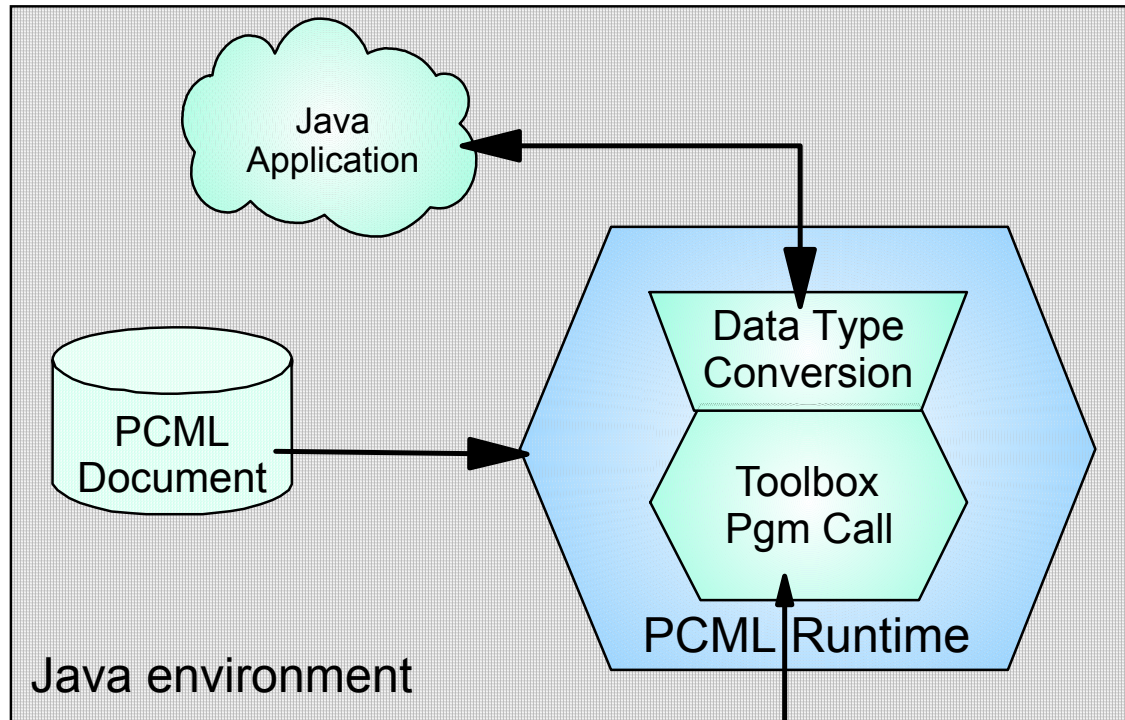 Java
Application
Data Type
Conversion
PCML
Document
Toolbox
Pgm Call
PCML Runtime
Java environment